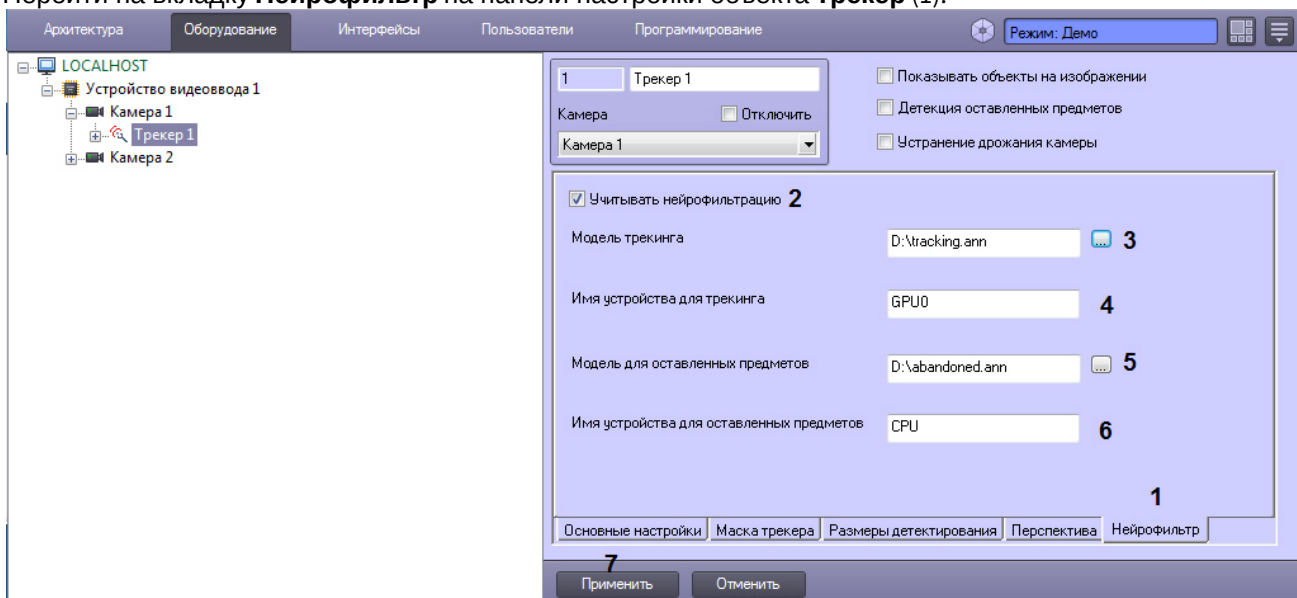 Перейти на вкладку Нейрофильтр на панели настройки объекта Трекер (1).
Архитектура Оборудование Интерфейсы Пользователи Программирование Режим: Демо
LOCALHOST
Устройство видеоввода 1
Камера 1
Трекер 1
Камера 2
1 Трекер 1
Камера Отключить
Камера 1
Показывать объекты на изображении
Детекция оставленных предметов
Устранение дрожания камеры
Учитывать нейрофильтрацию 2
Модель трекинга D:\tracking.ann ... 3
Имя устройства для трекинга GPU0 4
Модель для оставленных предметов D:\abandoned.ann ... 5
Имя устройства для оставленных предметов CPU 6
1
Основные настройки Маска трекера Размеры детектирования Перспектива Нейрофильтр
7
Применить Отменить